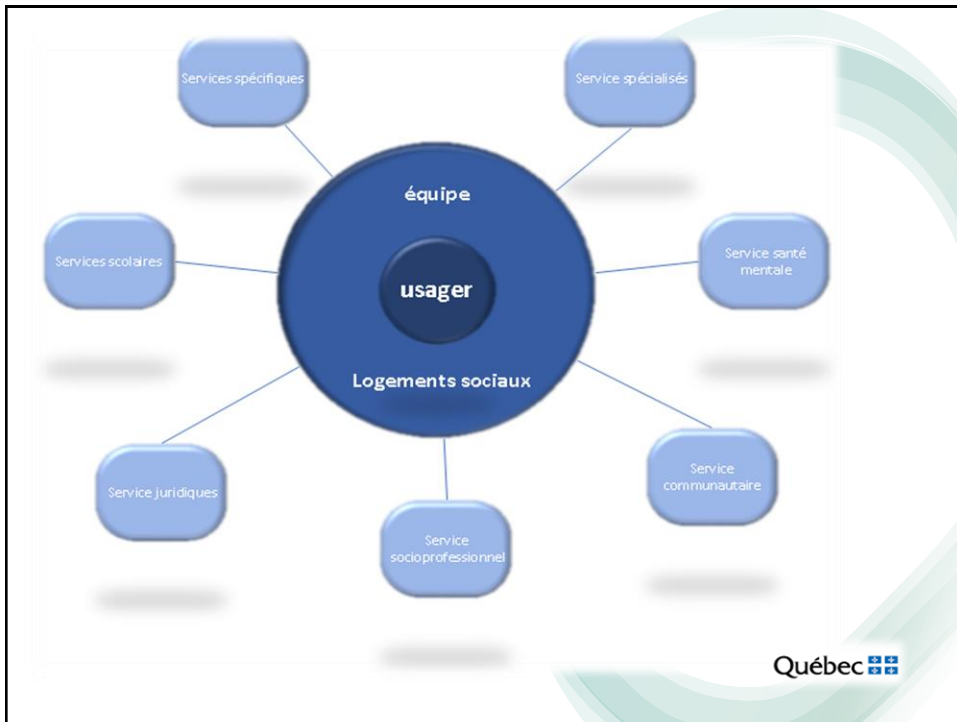 Services spécifiques
Service spécialisés
équipe
Services scolaires
Service santé
mentale
usager
Logements sociaux
Service juridiques
Service
communautaire
Service
socioprofessionnel
Québec